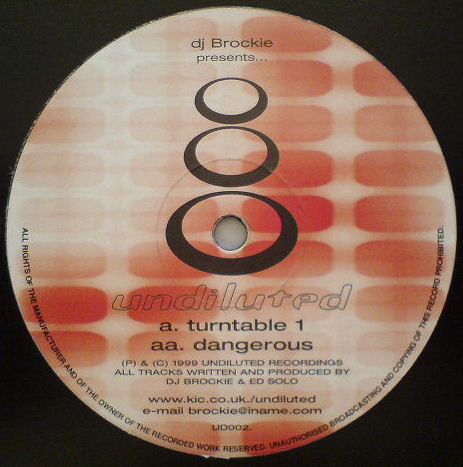 dj Brockie
presents...
undiluted
a. turntable 1
aa. dangerous
(P) & (C) 1999 UNDILUTED RECORDINGS
ALL TRACKS WRITTEN AND PRODUCED BY
DJ BROCKIE & ED SOLO
www.kic.co.uk./undiluted
e-mail brockie@iname.com
UD002.
ALL RIGHTS OF THE MANUFACTURER AND OF THE OWNER OF THE RECORDED WORK RESERVED. UNAUTHORISED BROADCASTING AND COPYING OF THIS RECORD PROHIBITED.